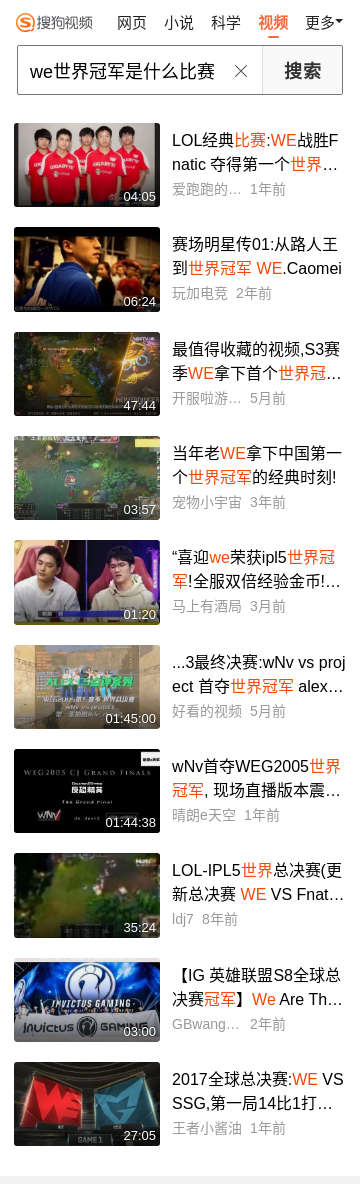 搜狗视频 网页 小说 科学 视频 更多
we世界冠军是什么比赛 搜索
LOL经典比赛:WE战胜F
natic 夺得第一个世界…
爱跑跑的… 1年前
04:05
赛场明星传01:从路人王
到世界冠军 WE.Caomei
玩加电竞 2年前
06:24
最值得收藏的视频,S3赛
季WE拿下首个世界冠…
开服啦游… 5月前
47:44
当年老WE拿下中国第一
个世界冠军的经典时刻!
宠物小宇宙 3年前
03:57
“喜迎we荣获ipl5世界冠
军!全服双倍经验金币!…
马上有酒局 3月前
01:20
...3最终决赛:wNv vs proj
ect 首夺世界冠军 alex…
好看的视频 5月前
01:45:00
wNv首夺WEG2005世界
冠军, 现场直播版本震…
晴朗e天空 1年前
WEG2005 CJ GRAND FINALS
The Grand Final
wNv
01:44:38
LOL-IPL5世界总决赛(更
新总决赛 WE VS Fnat…
ldj7 8年前
35:24
【IG 英雄联盟S8全球总
决赛冠军】We Are Th…
GBwang… 2年前
INVICTUS GAMING
invictus GAMING
03:00
2017全球总决赛:WE VS
SSG,第一局14比1打…
王者小酱油 1年前
GAME 1
27:05